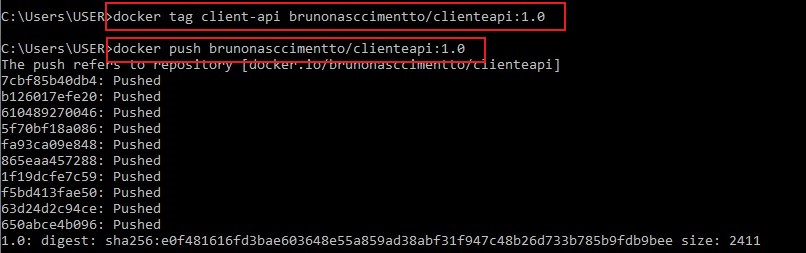 C:\Users\USER>docker tag client-api brunonasccimentto/clienteapi:1.0
C:\Users\USER>docker push brunonasccimentto/clienteapi:1.0
The push refers to repository [docker.io/brunonasccimentto/clienteapi]
7cbf85b40db4: Pushed
b126017efe20: Pushed
610489270046: Pushed
5f70bf18a086: Pushed
fa93ca09e848: Pushed
865eaa457288: Pushed
1f19dcfe7c59: Pushed
f5bd413fae50: Pushed
63d24d2c94ce: Pushed
650abce4b096: Pushed
1.0: digest: sha256:e0f481616fd3bae603648e55a859ad38abf31f947c48b26d733b785b9fdb9bee size: 2411